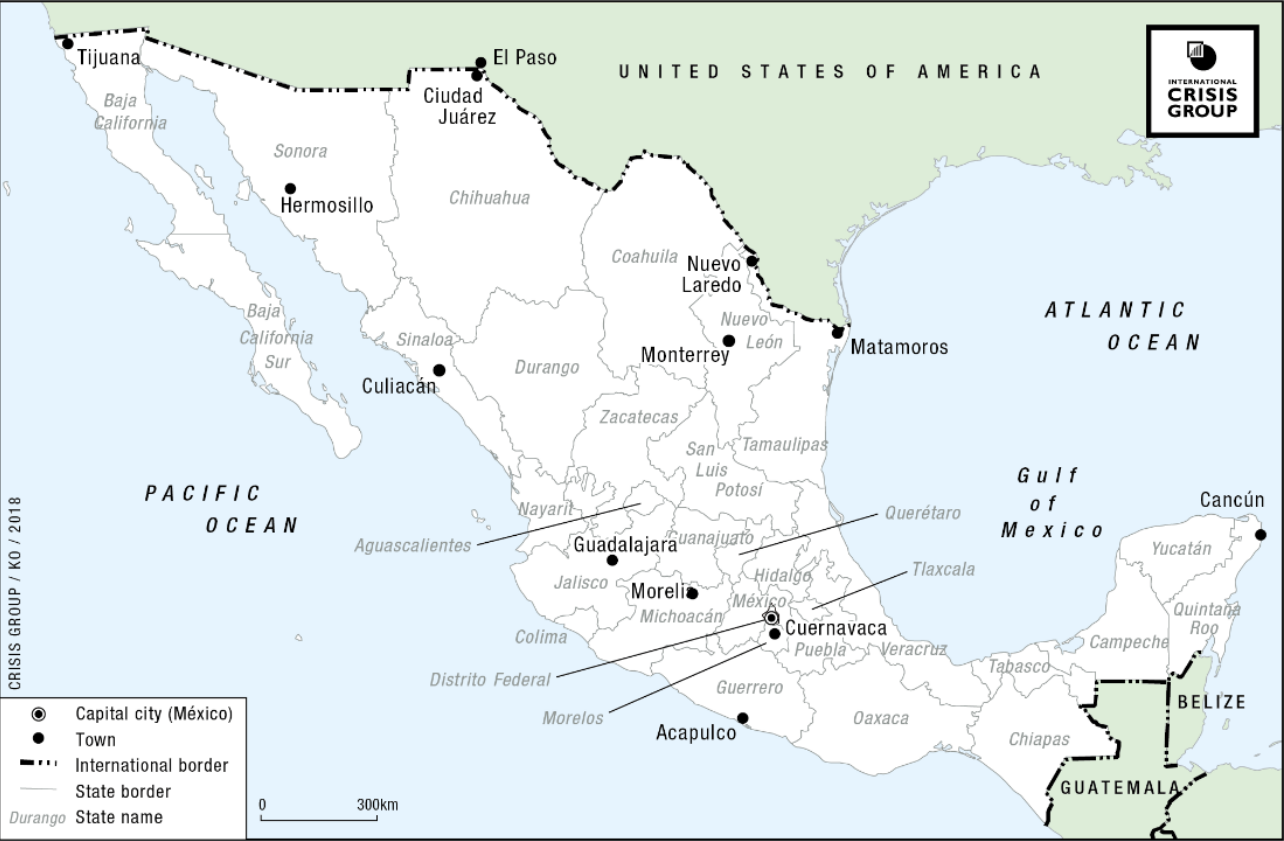 Tijuana
El Paso
UNITED STATES OF AMERICA
INTERNATIONAL
CRISIS
GROUP
Ciudad
Juárez
Baja
California
Sonora
Hermosillo
Chihuahua
Coahuila
Nuevo
Laredo
Baja
California
Sur
Sinaloa
Culiacán
Durango
Nuevo
León
Monterrey
Matamoros
ATLANTIC
OCEAN
Zacatecas
San
Luis
Potosí
Tamaulipas
PACIFIC
OCEAN
Gulf
of
Mexico
Cancún
Nayarit
Aguascalientes
Guanajuato
Querétaro
Guadalajara
Jalisco
Hidalgo
Tlaxcala
Yucatán
Morelia
México
Michoacán
Colima
Cuernavaca
Puebla
Veracruz
Tabasco
Campeche
Quintana
Roo
Distrito Federal
Guerrero
Morelos
Acapulco
Oaxaca
Chiapas
BELIZE
GUATEMALA
CRISIS GROUP / KO / 2018
Capital city (México)
Town
International border
State border
Durango State name
0 300km